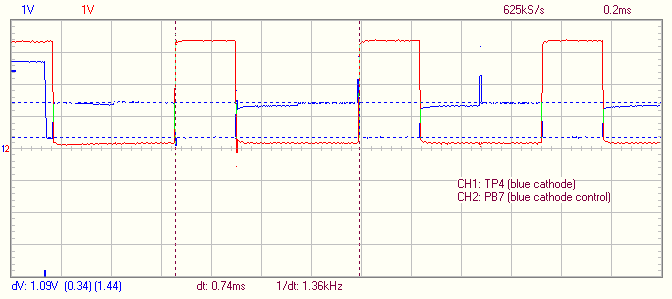 1V 1V 625kS/s 0.2ms
12
CH1: TP4 (blue cathode)
CH2: PB7 (blue cathode control)
dV: 1.09V (0.34) (1.44) dt: 0.74ms 1/dt: 1.36kHz